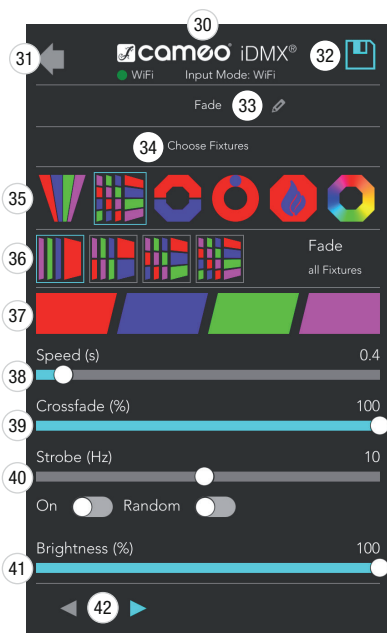 30
31
cameo iDMX®
32
WiFi Input Mode: WiFi
Fade 33
34 Choose Fixtures
35
36
Fade
all Fixtures
37
Speed (s) 0.4
38
Crossfade (%) 100
39
Strobe (Hz) 10
40
On Random
Brightness (%) 100
41
42